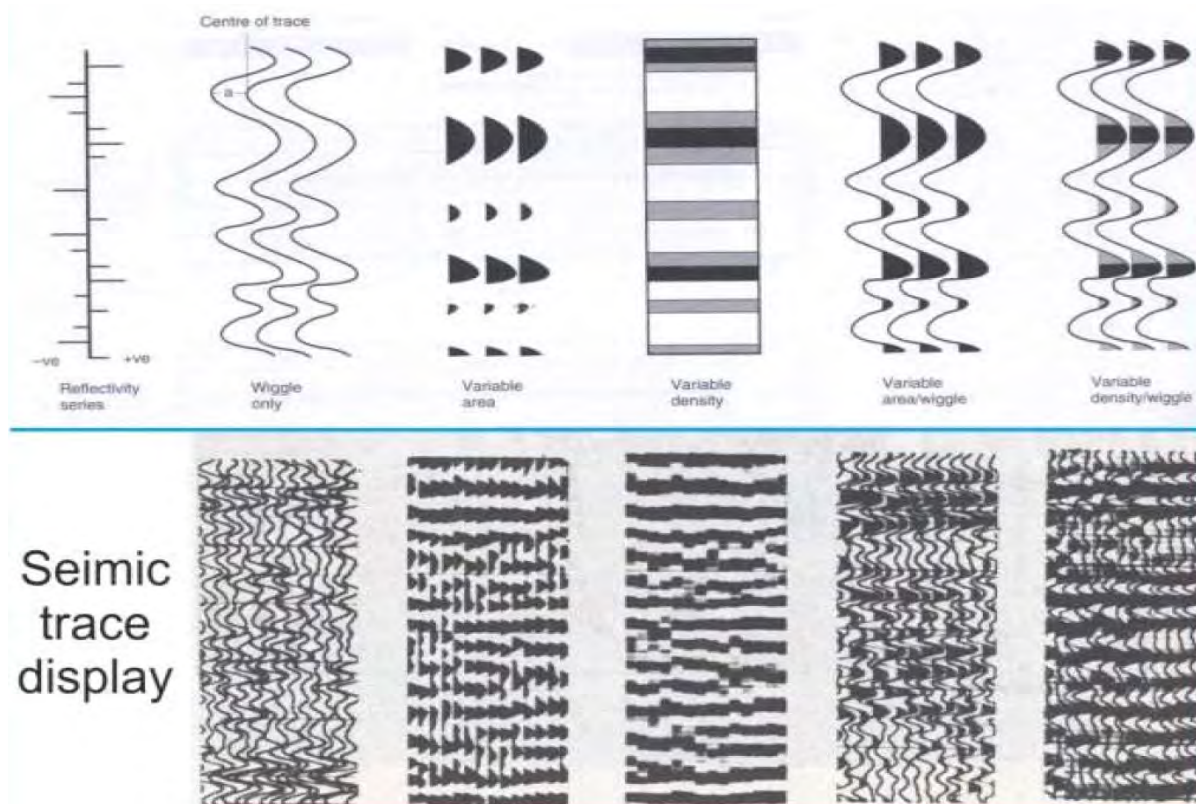 Centre of trace
a
-ve
+ve
Reflectivity
series
Wiggle
only
Variable
area
Variable
density
Variable
area/wiggle
Variable
density/wiggle
Seimic
trace
display